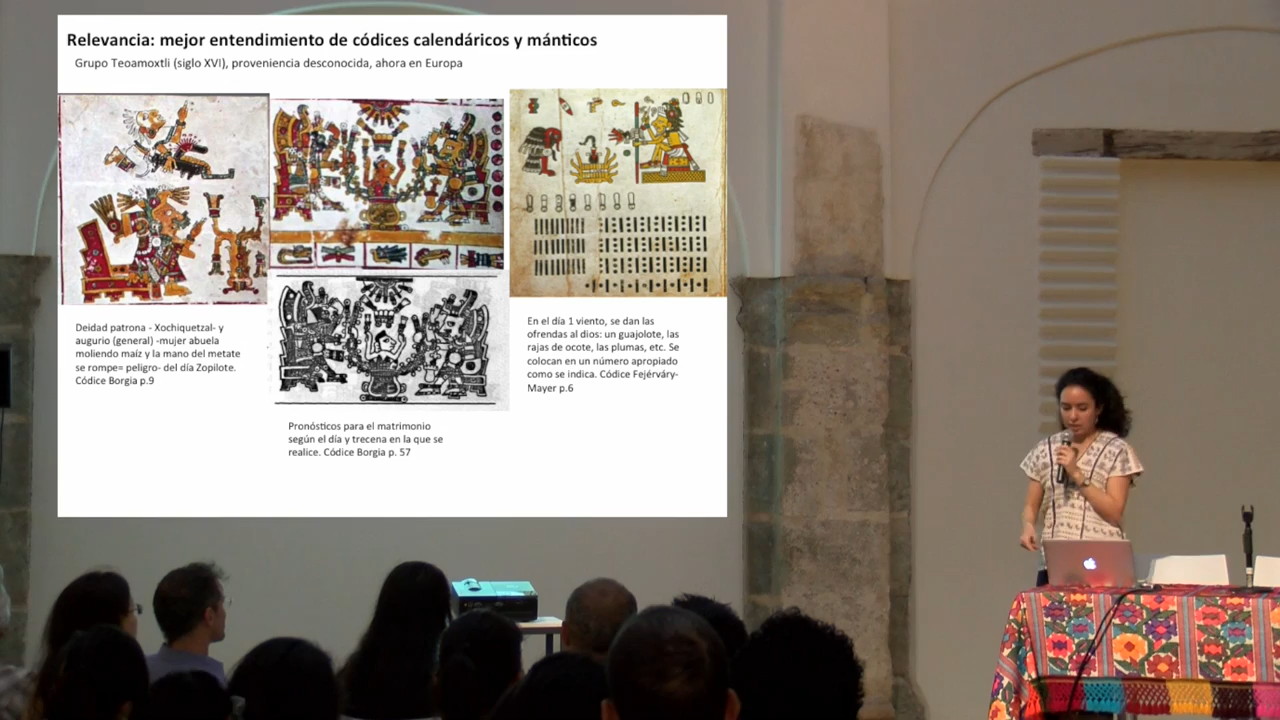 Relevancia: mejor entendimiento de códices calendáricos y mánticos
Grupo Teoamoxtli (siglo XVI), proveniencia desconocida, ahora en Europa
Deidad patrona - Xochiquetzal- y
augurio (general) -mujer abuela
moliendo maíz y la mano del metate
se rompe= peligro- del día Zopilote.
Códice Borgia p.9
Pronósticos para el matrimonio
según el día y trecena en la que se
realice. Códice Borgia p. 57
En el día 1 viento, se dan las
ofrendas al dios: un guajolote, las
rajas de ocote, las plumas, etc. Se
colocan en un número apropiado
como se indica. Códice Fejérváry-
Mayer p.6